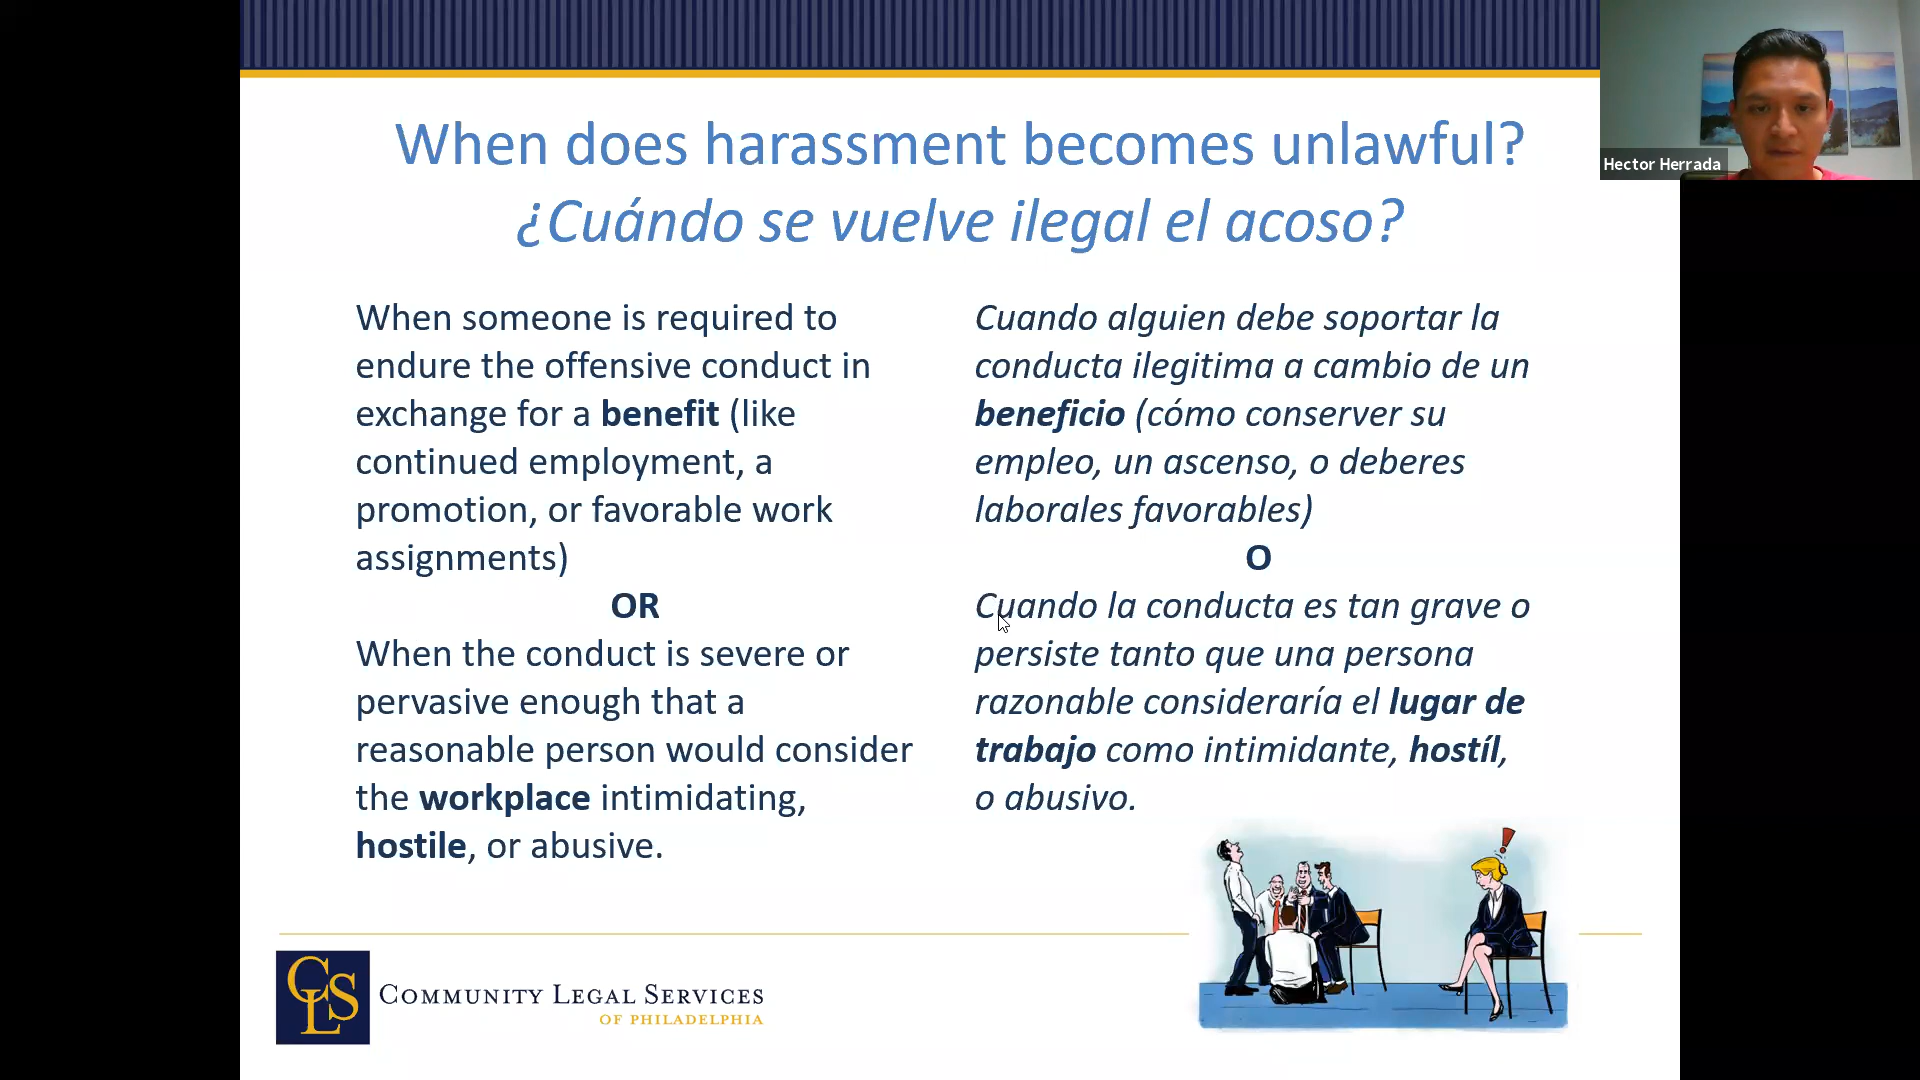 When does harassment becomes unlawful?
¿Cuándo se vuelve ilegal el acoso?
Hector Herrada
When someone is required to
endure the offensive conduct in
exchange for a benefit (like
continued employment, a
promotion, or favorable work
assignments)
OR
When the conduct is severe or
pervasive enough that a
reasonable person would consider
the workplace intimidating,
hostile, or abusive.
Cuando alguien debe soportar la
conducta ilegitima a cambio de un
beneficio (cómo conserver su
empleo, un ascenso, o deberes
laborales favorables)
O
Cuando la conducta es tan grave o
persiste tanto que una persona
razonable consideraría el lugar de
trabajo como intimidante, hostíl,
o abusivo.
CLS
COMMUNITY LEGAL SERVICES
OF PHILADELPHIA